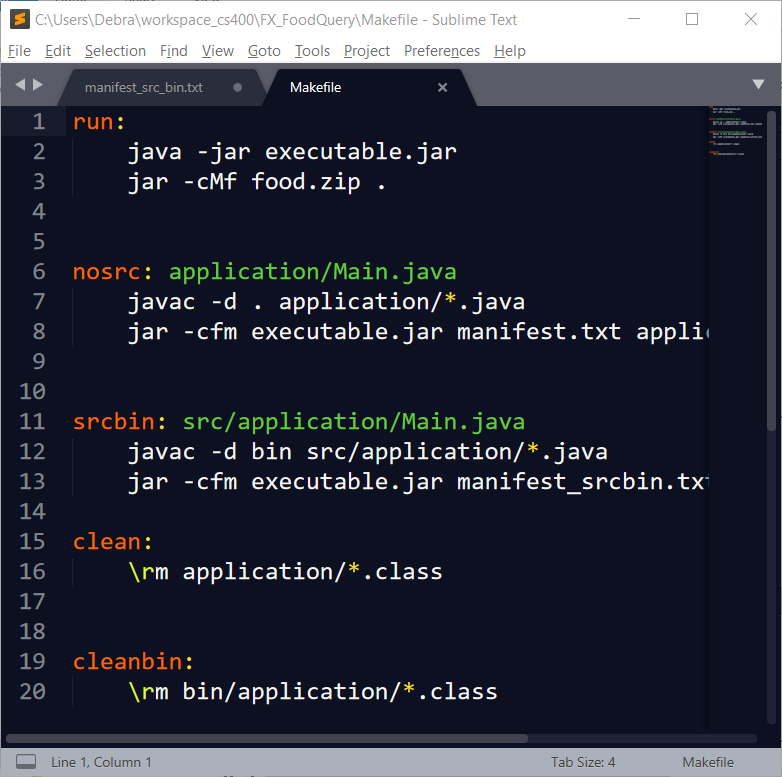 C:\Users\Debra\workspace_cs400\FX_FoodQuery\Makefile - Sublime Text
File Edit Selection Find View Goto Tools Project Preferences Help
manifest_src_bin.txt Makefile
1 run:
2 java -jar executable.jar
3 jar -cMf food.zip .
4
5
6 nosrc: application/Main.java
7 javac -d . application/*.java
8 jar -cfm executable.jar manifest.txt applic
9
10
11 srcbin: src/application/Main.java
12 javac -d bin src/application/*.java
13 jar -cfm executable.jar manifest_srcbin.txt
14
15 clean:
16 \rm application/*.class
17
18
19 cleanbin:
20 \rm bin/application/*.class
Line 1, Column 1 Tab Size: 4 Makefile